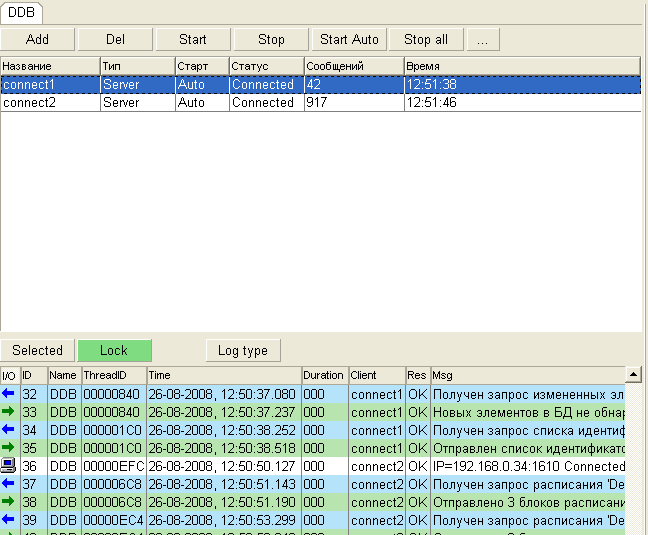 DDB
Add Del Start Stop Start Auto Stop all ...
Название Тип Старт Статус Сообщений Время
connect1 Server Auto Connected 42 12:51:38
connect2 Server Auto Connected 917 12:51:46
Selected Lock Log type
I/O ID Name ThreadID Time Duration Client Res Msg
32 DDB 00000840 26-08-2008, 12:50:37.080 000 connect1 OK Получен запрос измененных эл
33 DDB 00000840 26-08-2008, 12:50:37.237 000 connect1 OK Новых элементов в БД не обнар
34 DDB 000001C0 26-08-2008, 12:50:38.252 000 connect1 OK Получен запрос списка идентиф
35 DDB 000001C0 26-08-2008, 12:50:38.518 000 connect1 OK Отправлен список идентификато
36 DDB 00000EFC 26-08-2008, 12:50:50.127 000 connect2 OK IP=192.168.0.34:1610 Connected
37 DDB 000006C8 26-08-2008, 12:50:51.143 000 connect2 OK Получен запрос расписания 'De
38 DDB 000006C8 26-08-2008, 12:50:51.190 000 connect2 OK Отправлено 3 блоков расписани
39 DDB 00000EC4 26-08-2008, 12:50:53.299 000 connect2 OK Получен запрос расписания 'De